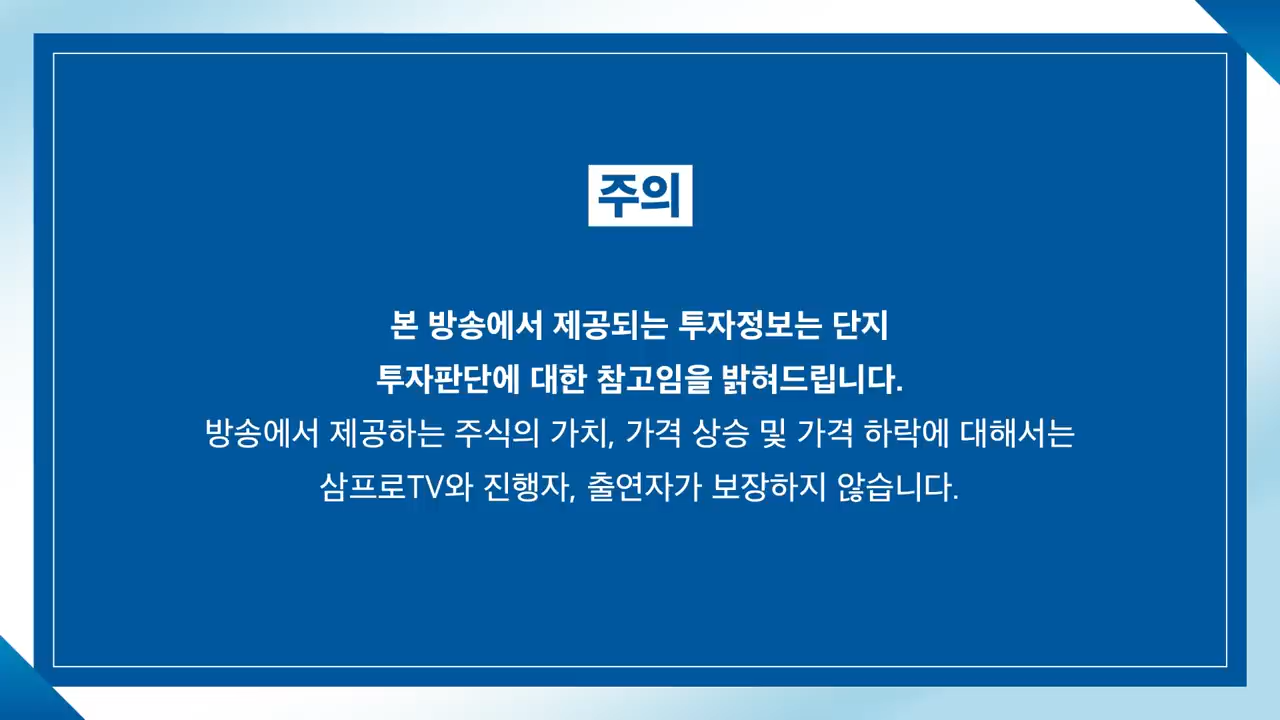 주의
본 방송에서 제공되는 투자정보는 단지
투자판단에 대한 참고임을 밝혀드립니다.
방송에서 제공하는 주식의 가치, 가격 상승 및 가격 하락에 대해서는
삼프로TV와 진행자, 출연자가 보장하지 않습니다.